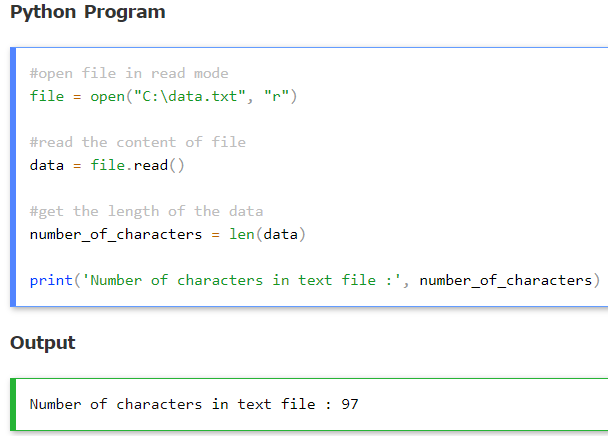 Python Program
#open file in read mode
file = open("C:\data.txt", "r")
#read the content of file
data = file.read()
#get the length of the data
number_of_characters = len(data)
print('Number of characters in text file :', number_of_characters)
Output
Number of characters in text file : 97